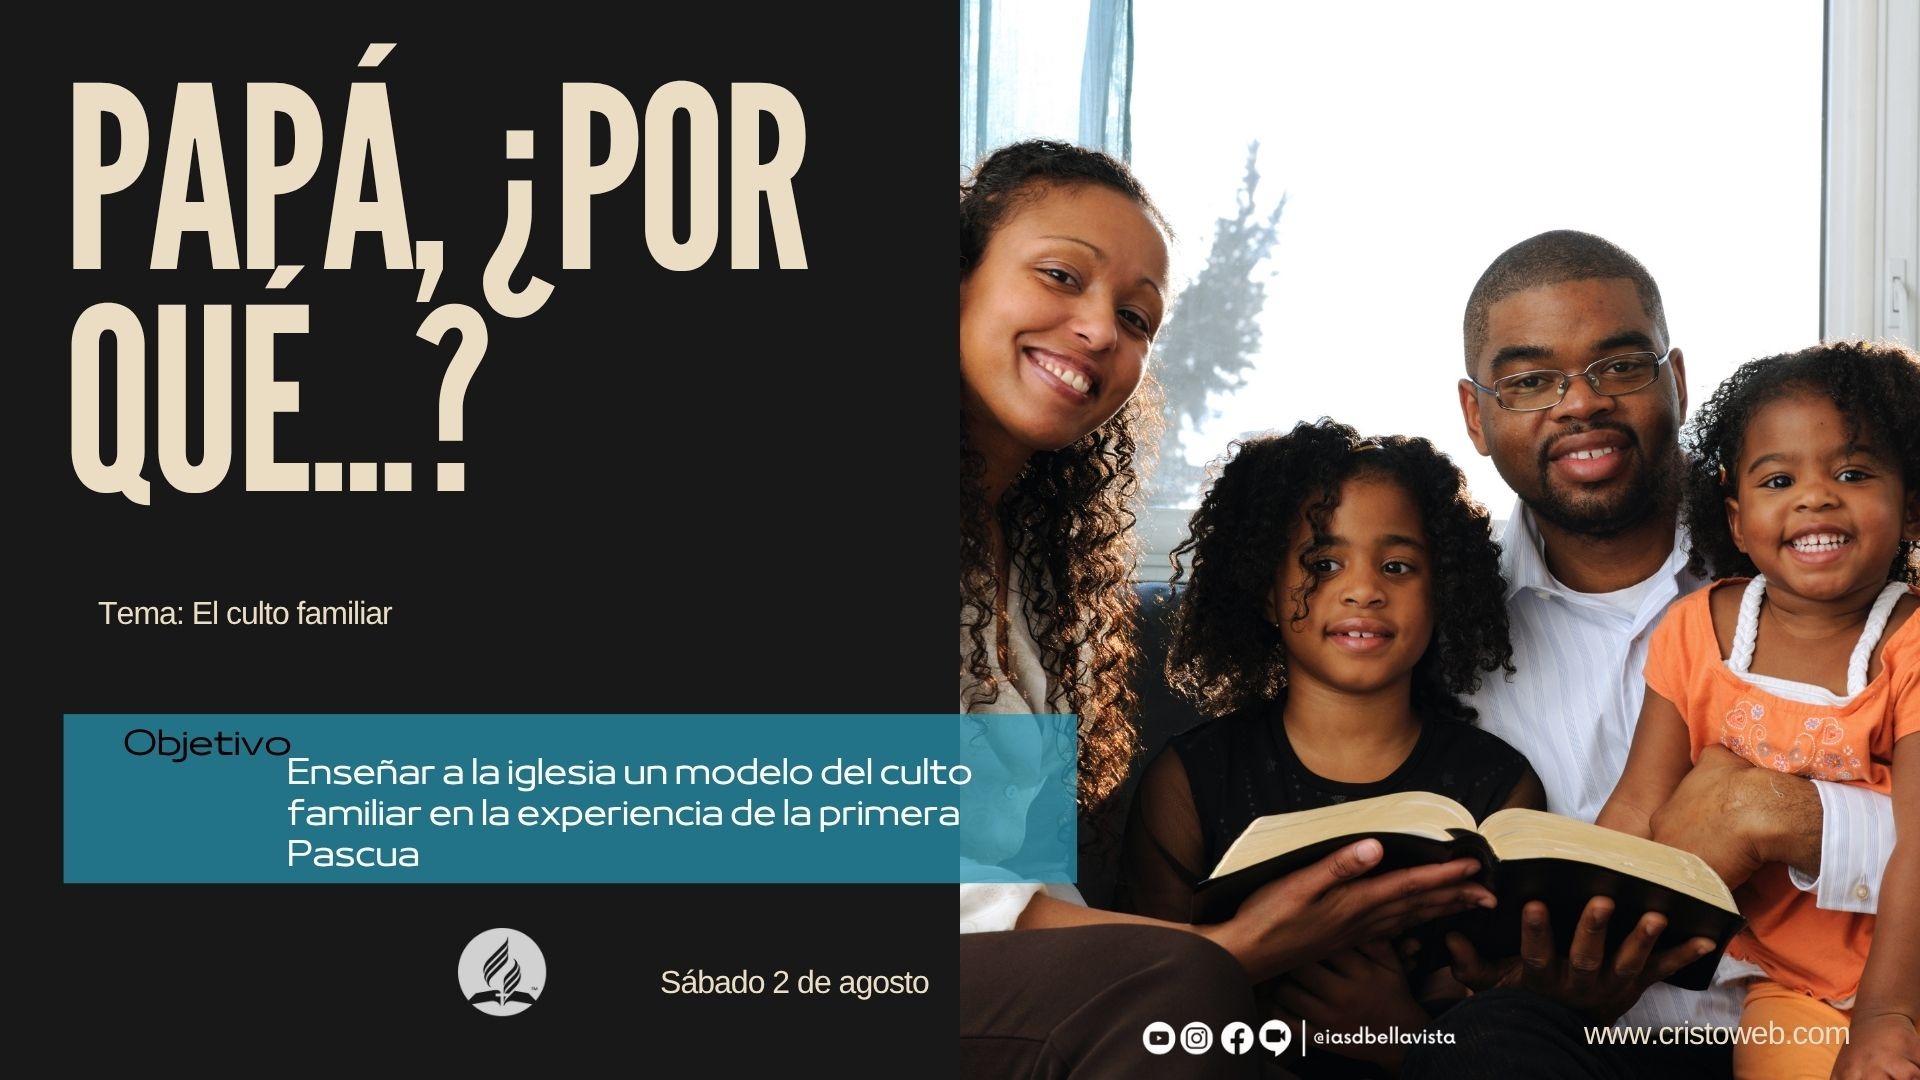 PAPÁ, ¿POR
QUÉ...?
Tema: El culto familiar
Objetivo
Enseñar a la iglesia un modelo del culto
familiar en la experiencia de la primera
Pascua
Sábado 2 de agosto
@iasdbellavista
www.cristoweb.com